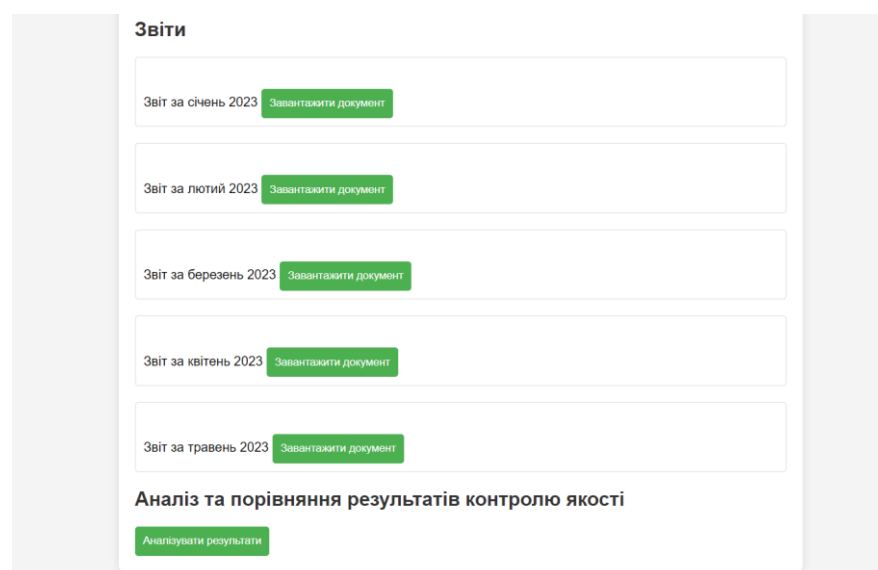 Звіти
Звіт за січень 2023 Завантажити документ
Звіт за лютий 2023 Завантажити документ
Звіт за березень 2023 Завантажити документ
Звіт за квітень 2023 Завантажити документ
Звіт за травень 2023 Завантажити документ
Аналіз та порівняння результатів контролю якості
Аналізувати результати